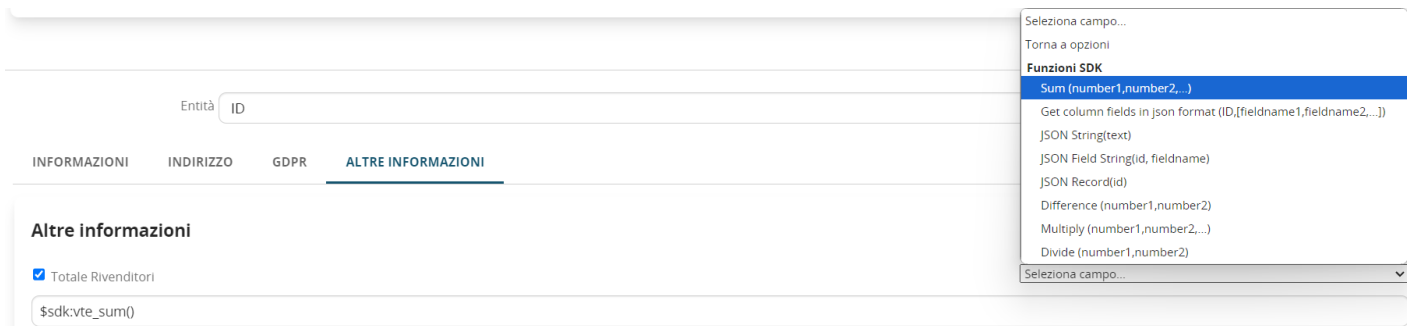 Seleziona campo...
Torna a opzioni
Funzioni SDK
Sum (number1,number2,...)
Entità ID
Get column fields in json format (ID,[fieldname1,fieldname2,...])
JSON String(text)
INFORMAZIONI INDIRIZZO GDPR ALTRE INFORMAZIONI
JSON Field String(id, fieldname)
JSON Record(id)
Difference (number1,number2)
Altre informazioni
Multiply (number1,number2,...)
Divide (number1,number2)
Totale Rivenditori
Seleziona campo...
$sdk:vte_sum()